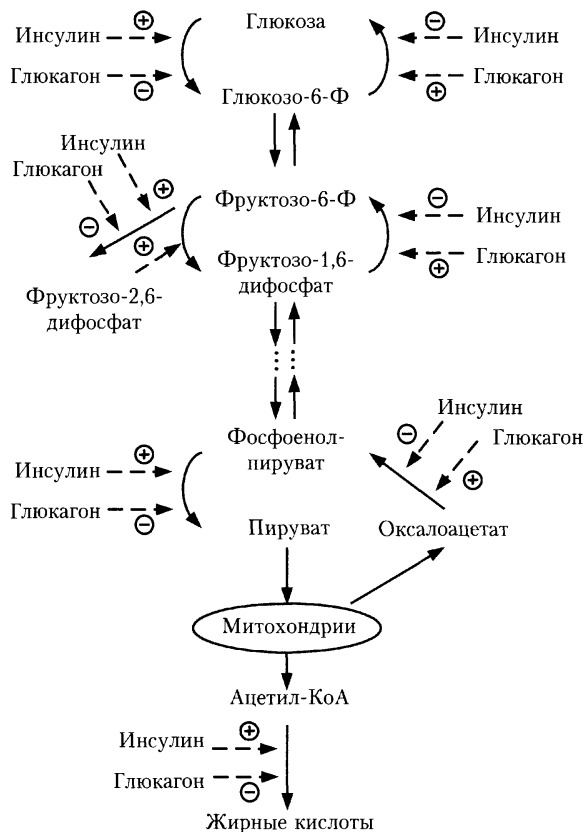 Глюкоза
Инсулин
Глюкагон
Инсулин
Глюкагон
Глюкозо-6-Ф
Инсулин
Глюкагон
Фруктозо-6-Ф
Инсулин
Глюкагон
Фруктозо-1,6-
дифосфат
Фруктозо-2,6-
дифосфат
Инсулин
Глюкагон
Фосфоенол-
пируват
Инсулин
Глюкагон
Пируват
Оксалоацетат
Митохондрии
Ацетил-КоА
Инсулин
Глюкагон
Жирные кислоты